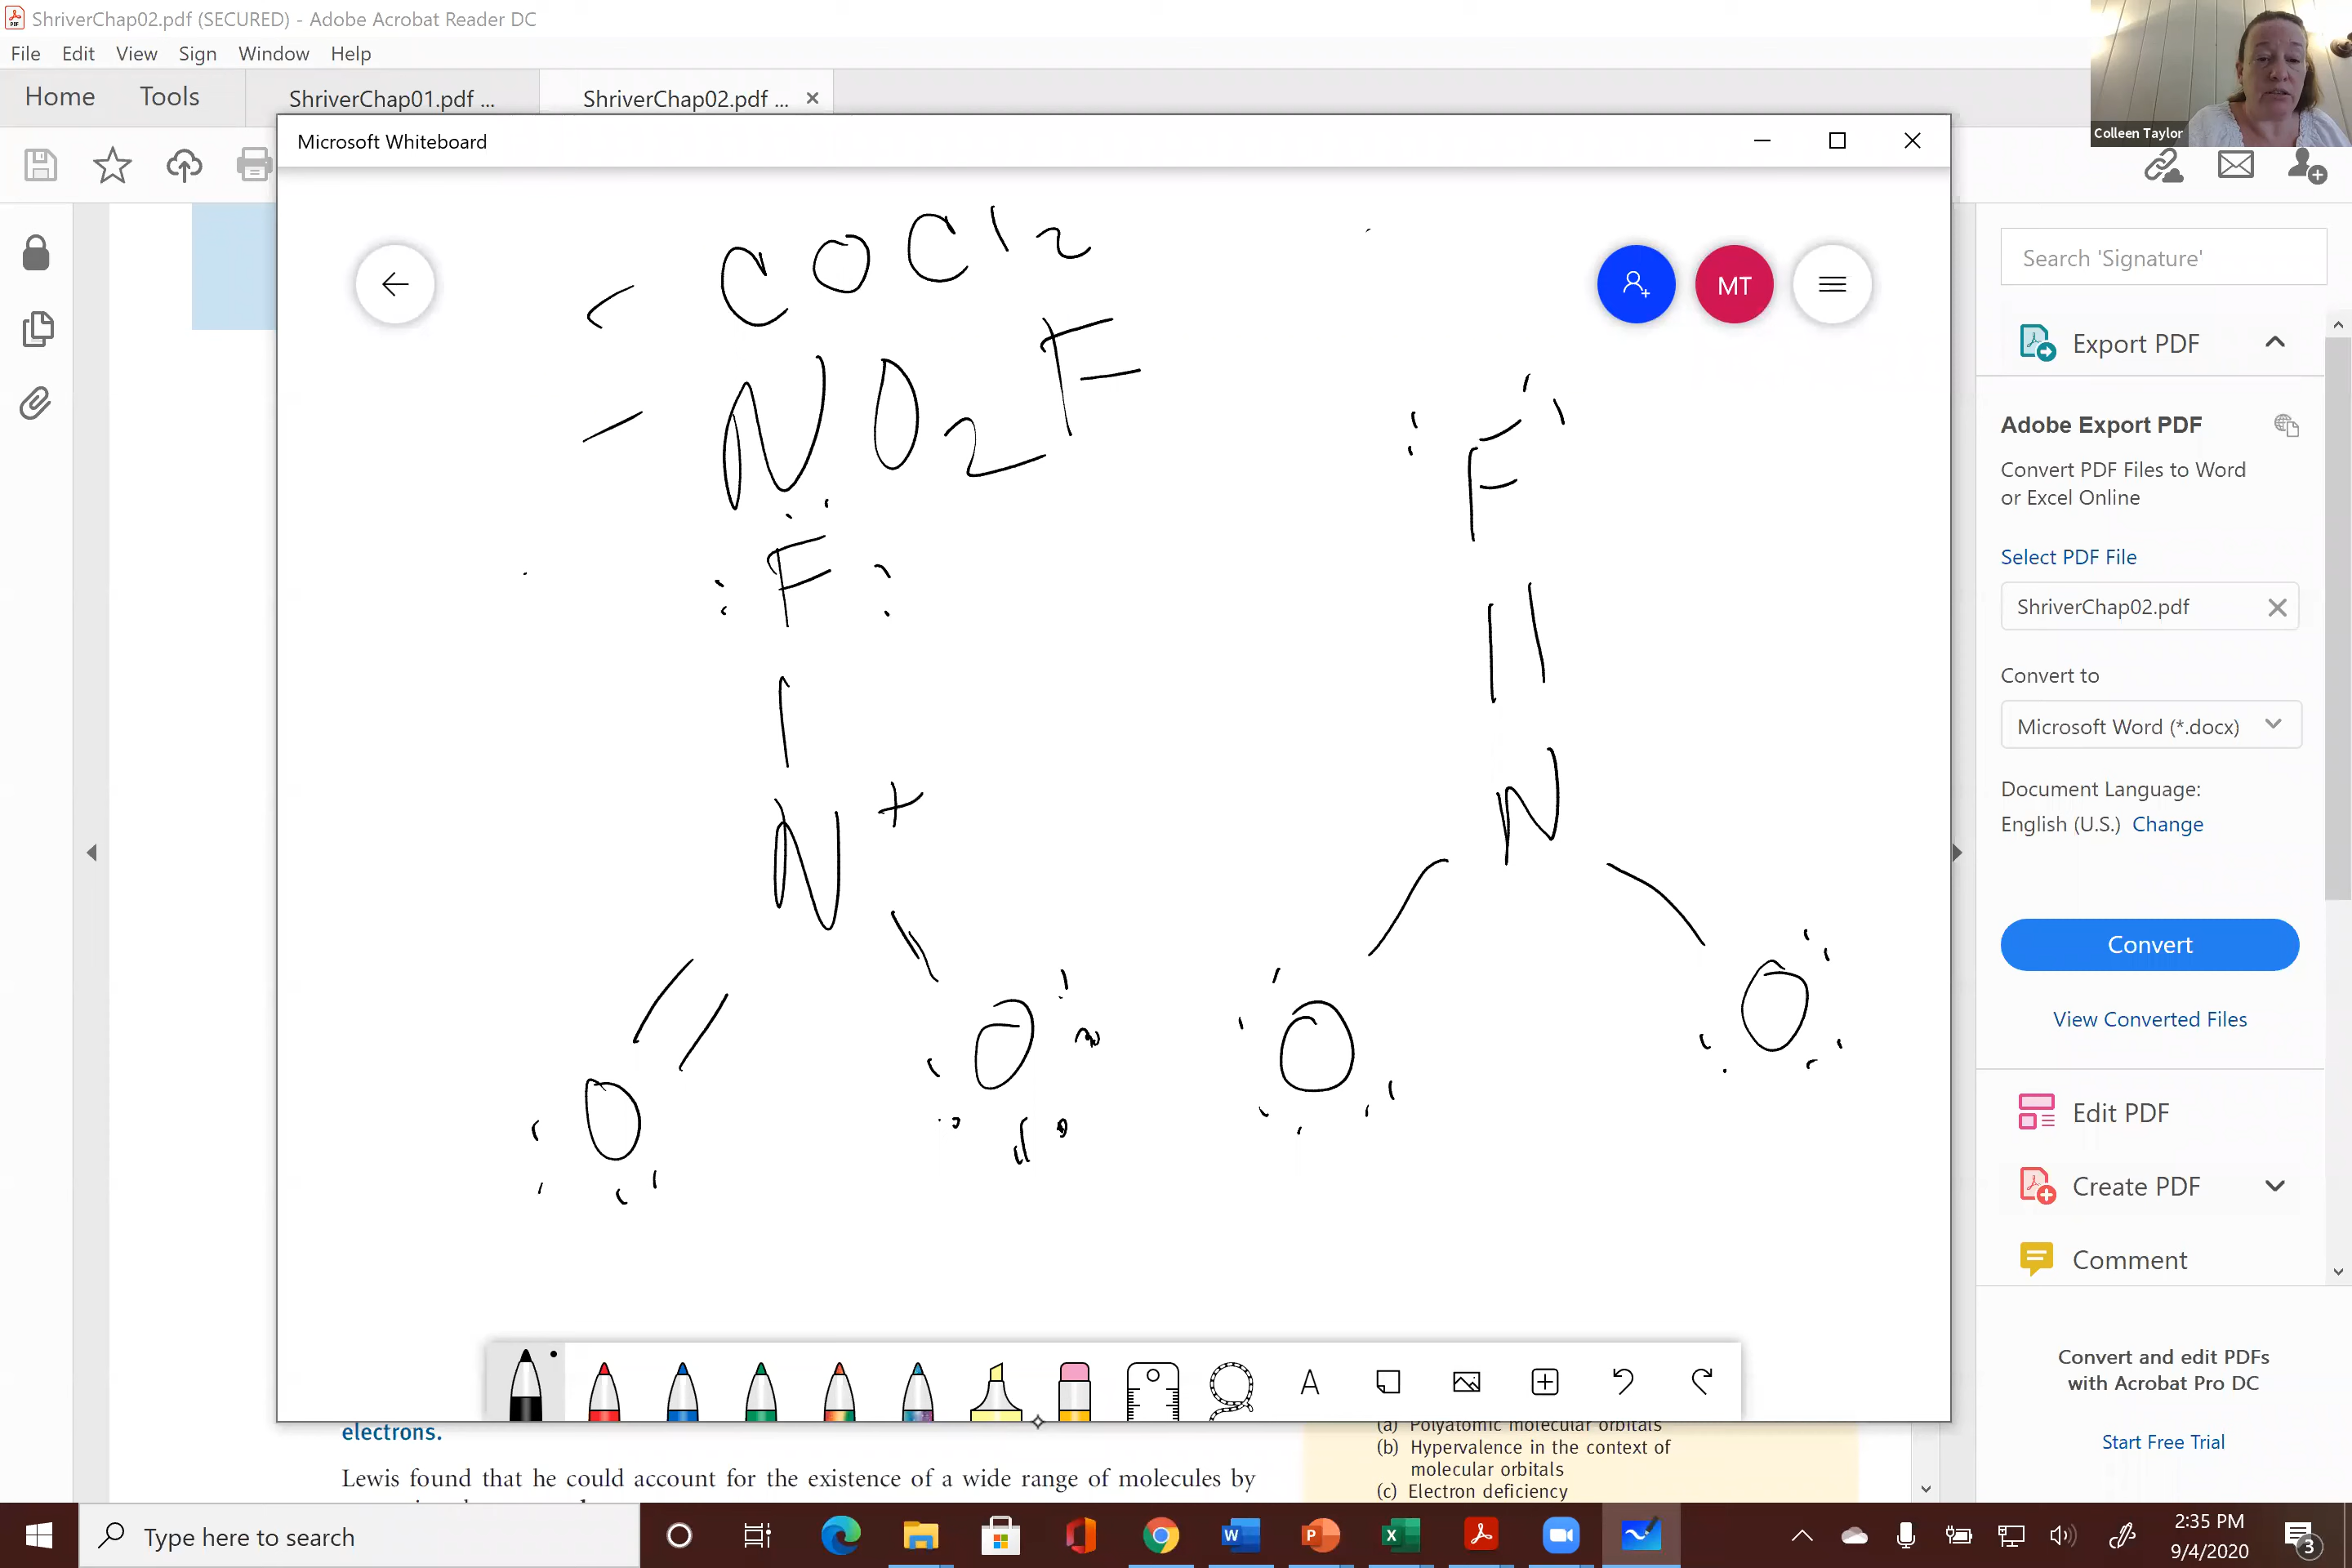 ShriverChap02.pdf (SECURED) - Adobe Acrobat Reader DC
File Edit View Sign Window Help
Home Tools ShriverChap01.pdf ... ShriverChap02.pdf ...
Colleen Taylor
Microsoft Whiteboard
COCl2
- NO2F
MT
F
F
N+
N
O
O
O
O
Search 'Signature'
Export PDF
Adobe Export PDF
Convert PDF Files to Word
or Excel Online
Select PDF File
ShriverChap02.pdf
Convert to
Microsoft Word (*.docx)
Document Language:
English (U.S.) Change
Convert
View Converted Files
Edit PDF
Create PDF
Comment
Convert and edit PDFs
with Acrobat Pro DC
Start Free Trial
A
electrons.
Lewis found that he could account for the existence of a wide range of molecules by
(a) Polyatomic molecular orbitals
(b) Hypervalence in the context of
molecular orbitals
(c) Electron deficiency
Type here to search
2:35 PM
9/4/2020
3